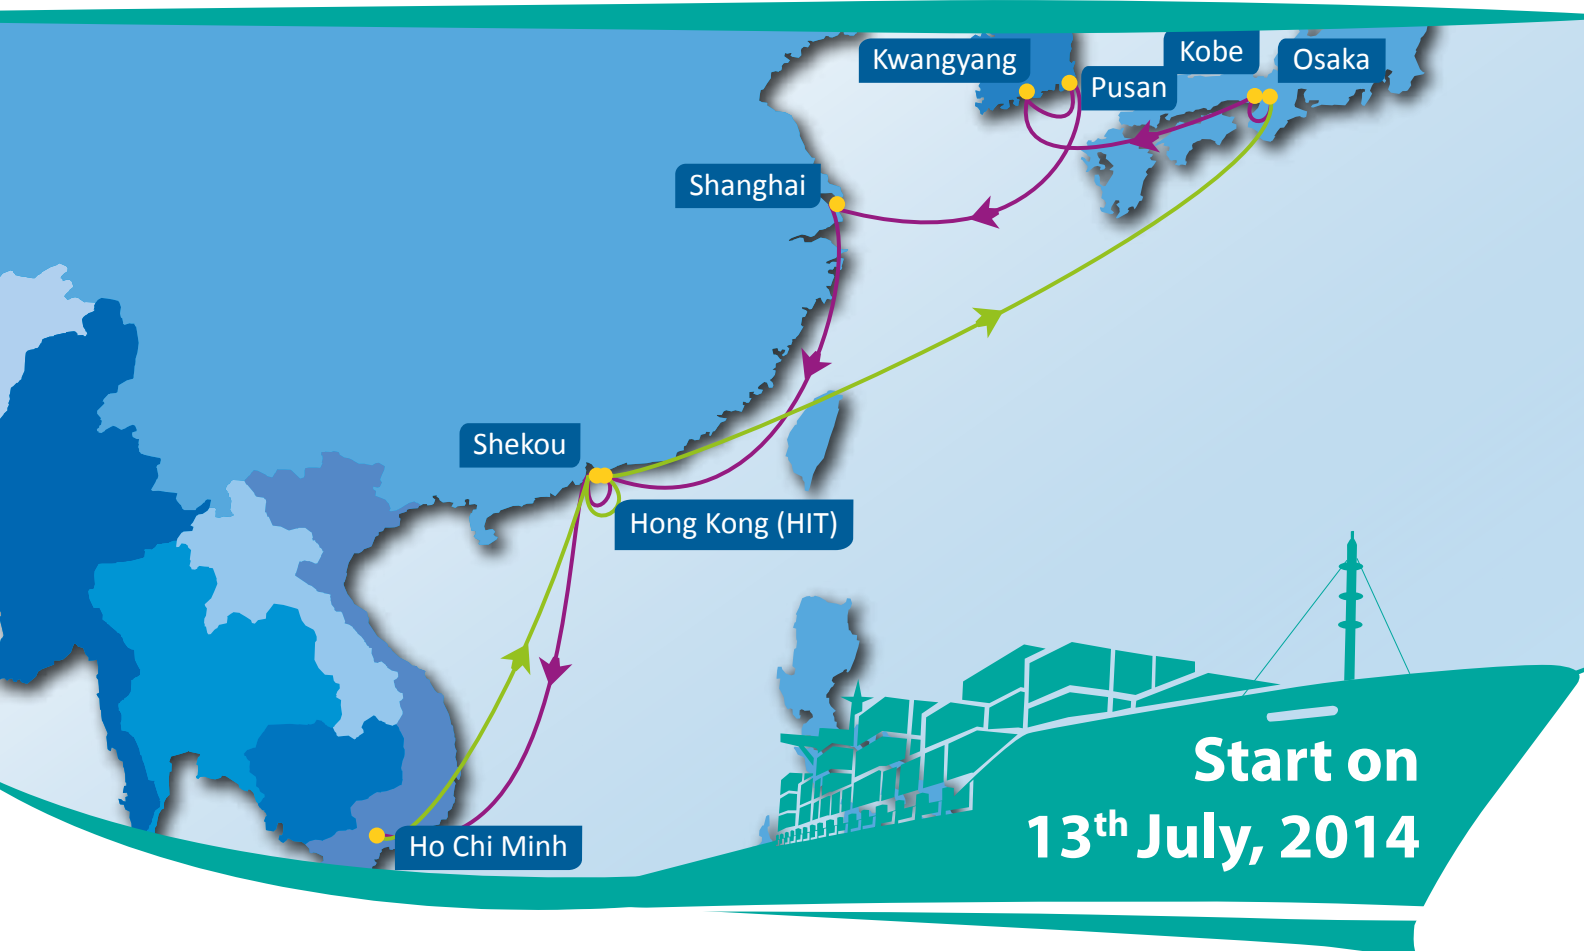 Kwangyang
Kobe
Osaka
Pusan
Shanghai
Shekou
Hong Kong (HIT)
Ho Chi Minh
Start on
13th July, 2014